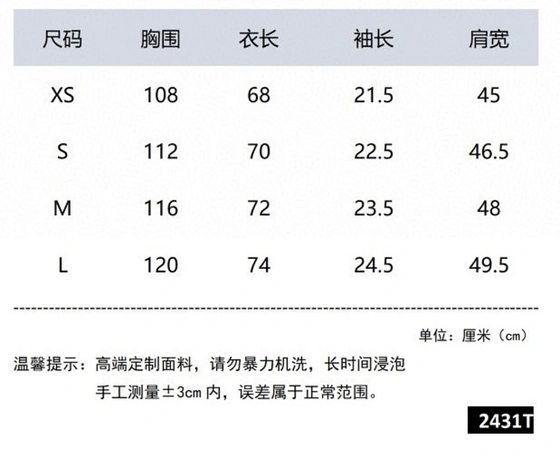 尺码 胸围 衣长 袖长 肩宽
XS 108 68 21.5 45
S 112 70 22.5 46.5
M 116 72 23.5 48
L 120 74 24.5 49.5
单位：厘米（cm）
温馨提示：高端定制面料，请勿暴力机洗，长时间浸泡
手工测量±3cm内，误差属于正常范围。
2431T